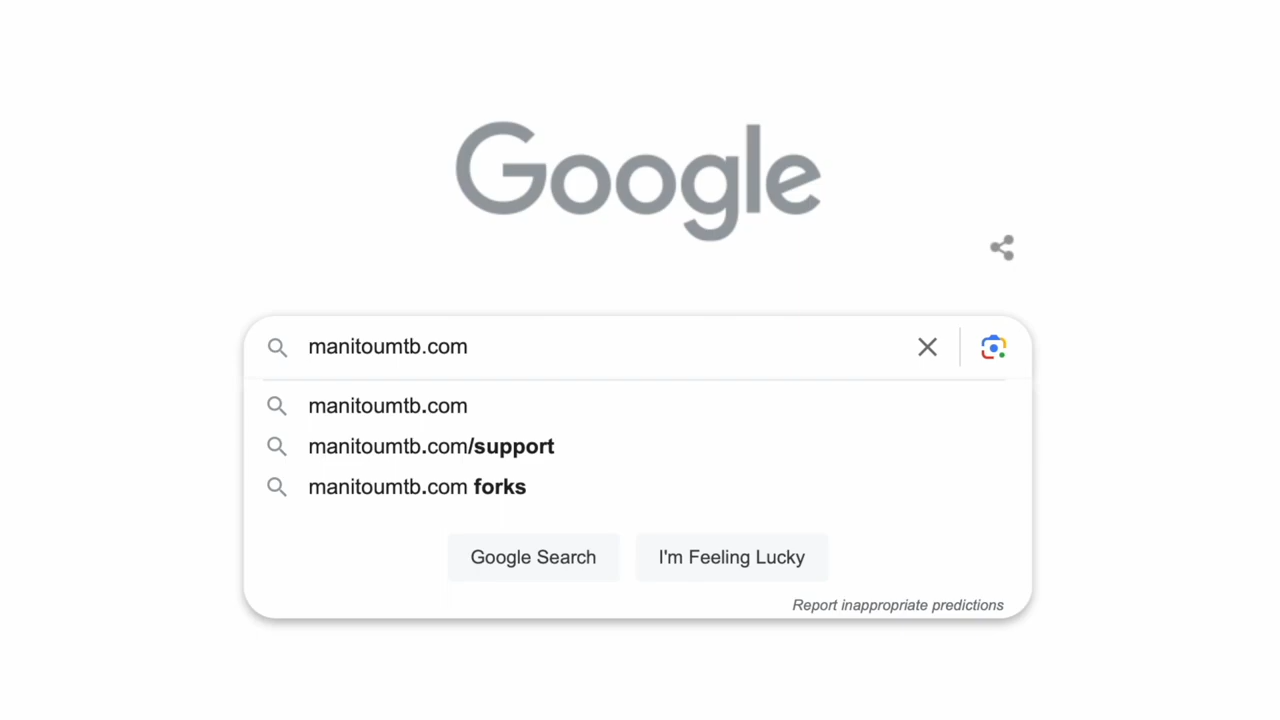 Google
manitoumtb.com
manitoumtb.com
manitoumtb.com/support
manitoumtb.com forks
Google Search
I'm Feeling Lucky
Report inappropriate predictions